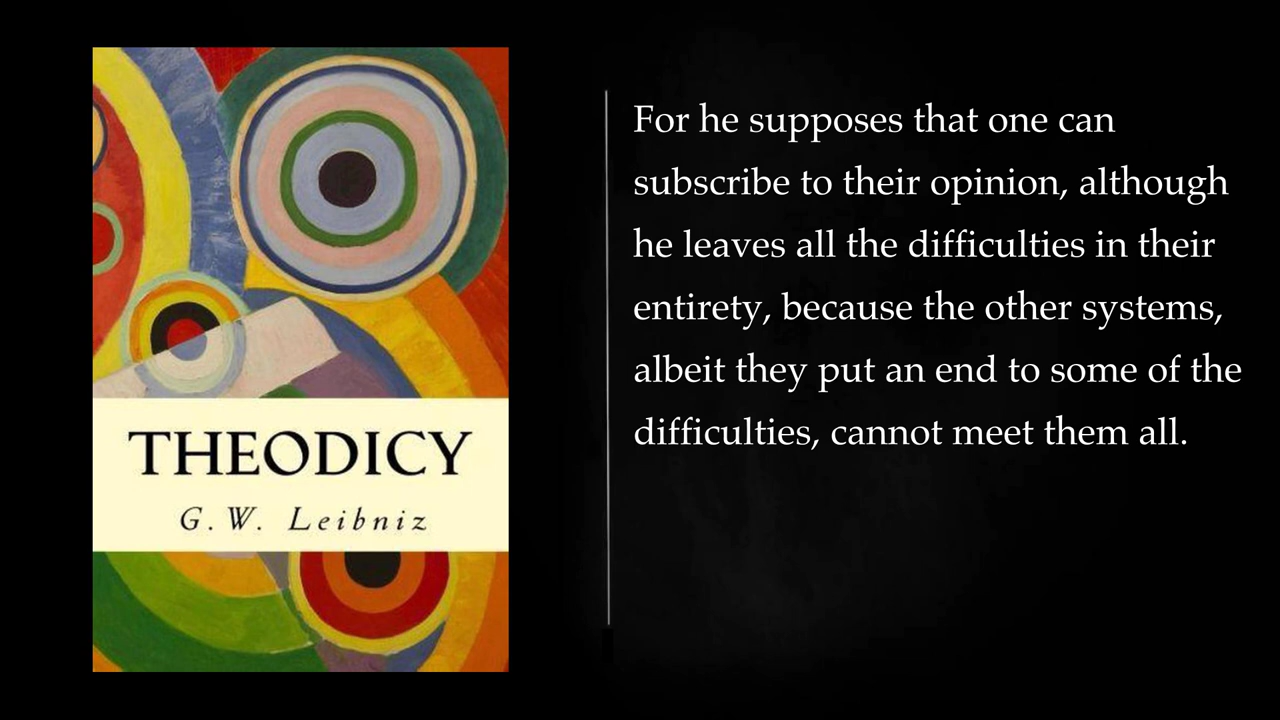 THEODICY
G.W. Leibniz
For he supposes that one can
subscribe to their opinion, although
he leaves all the difficulties in their
entirety, because the other systems,
albeit they put an end to some of the
difficulties, cannot meet them all.